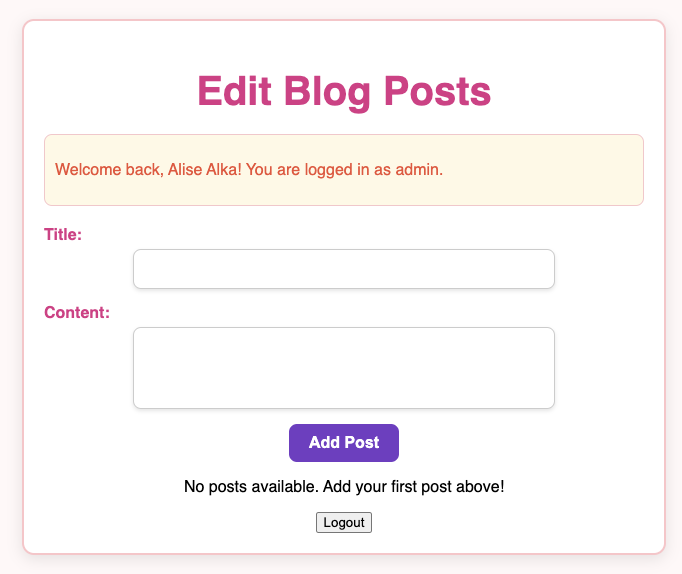 Edit Blog Posts
Welcome back, Alise Alka! You are logged in as admin.
Title:
Content:
Add Post
No posts available. Add your first post above!
Logout